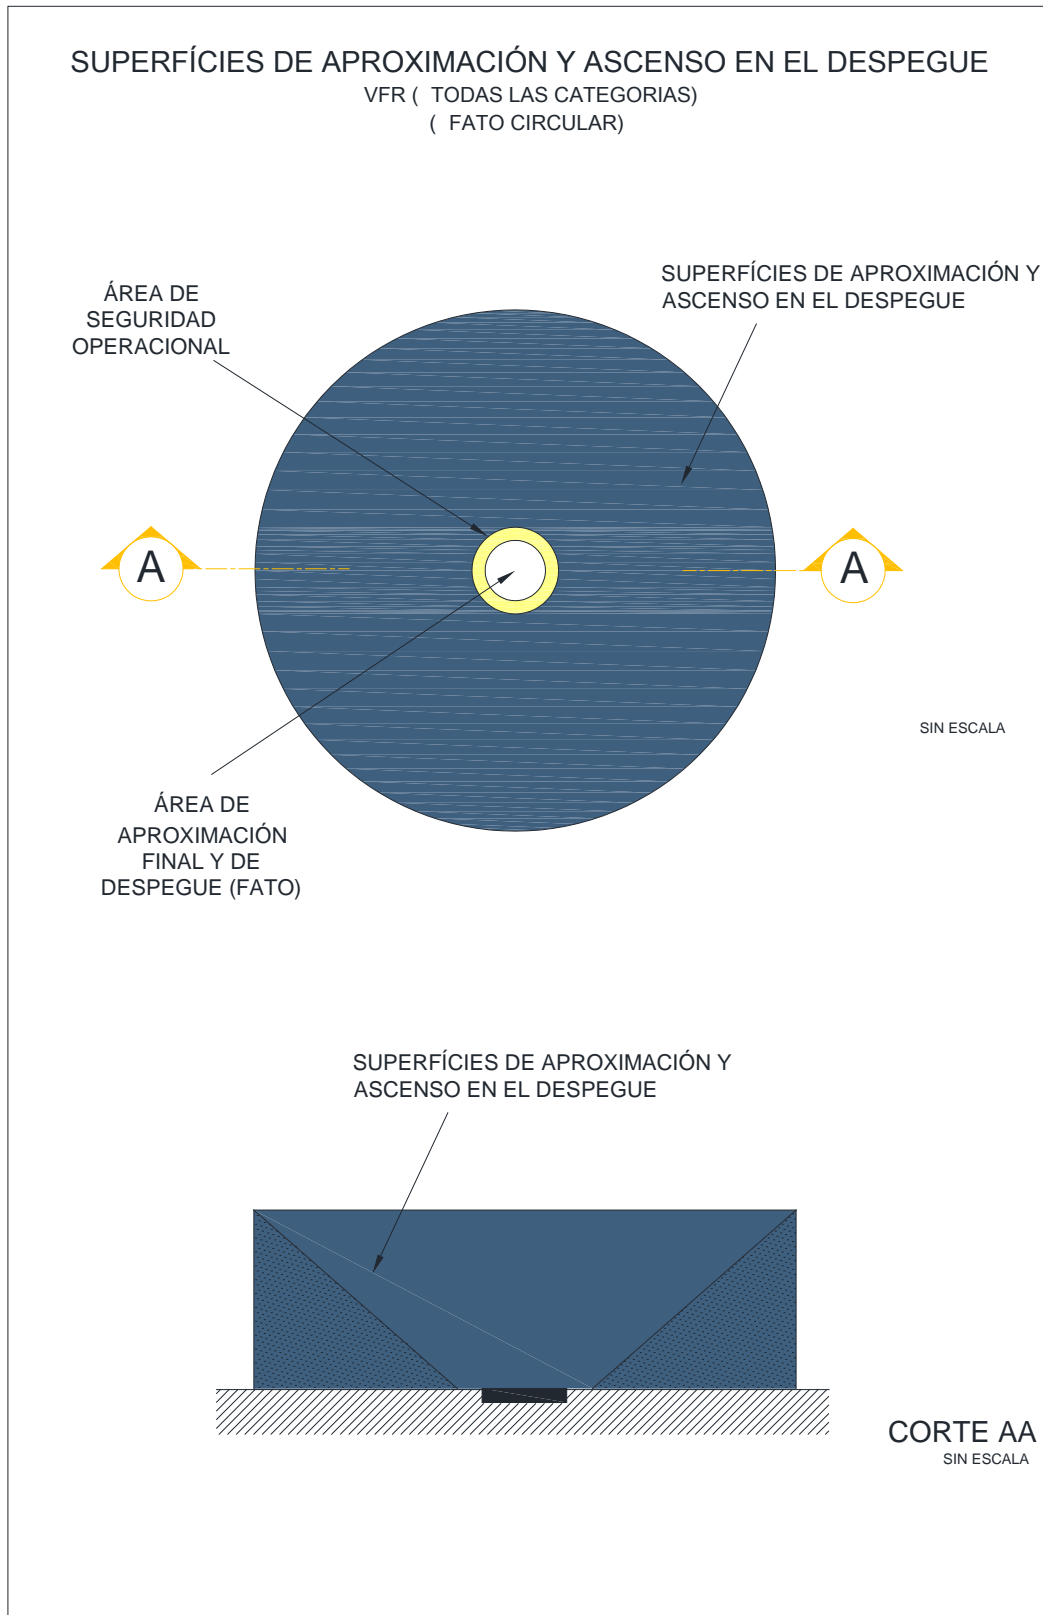 SUPERFÍCIES DE APROXIMACIÓN Y ASCENSO EN EL DESPEGUE
VFR ( TODAS LAS CATEGORIAS)
( FATO CIRCULAR)
SUPERFÍCIES DE APROXIMACIÓN Y
ASCENSO EN EL DESPEGUE
ÁREA DE
SEGURIDAD
OPERACIONAL
A
A
SIN ESCALA
ÁREA DE
APROXIMACIÓN
FINAL Y DE
DESPEGUE (FATO)
SUPERFÍCIES DE APROXIMACIÓN Y
ASCENSO EN EL DESPEGUE
CORTE AA
SIN ESCALA